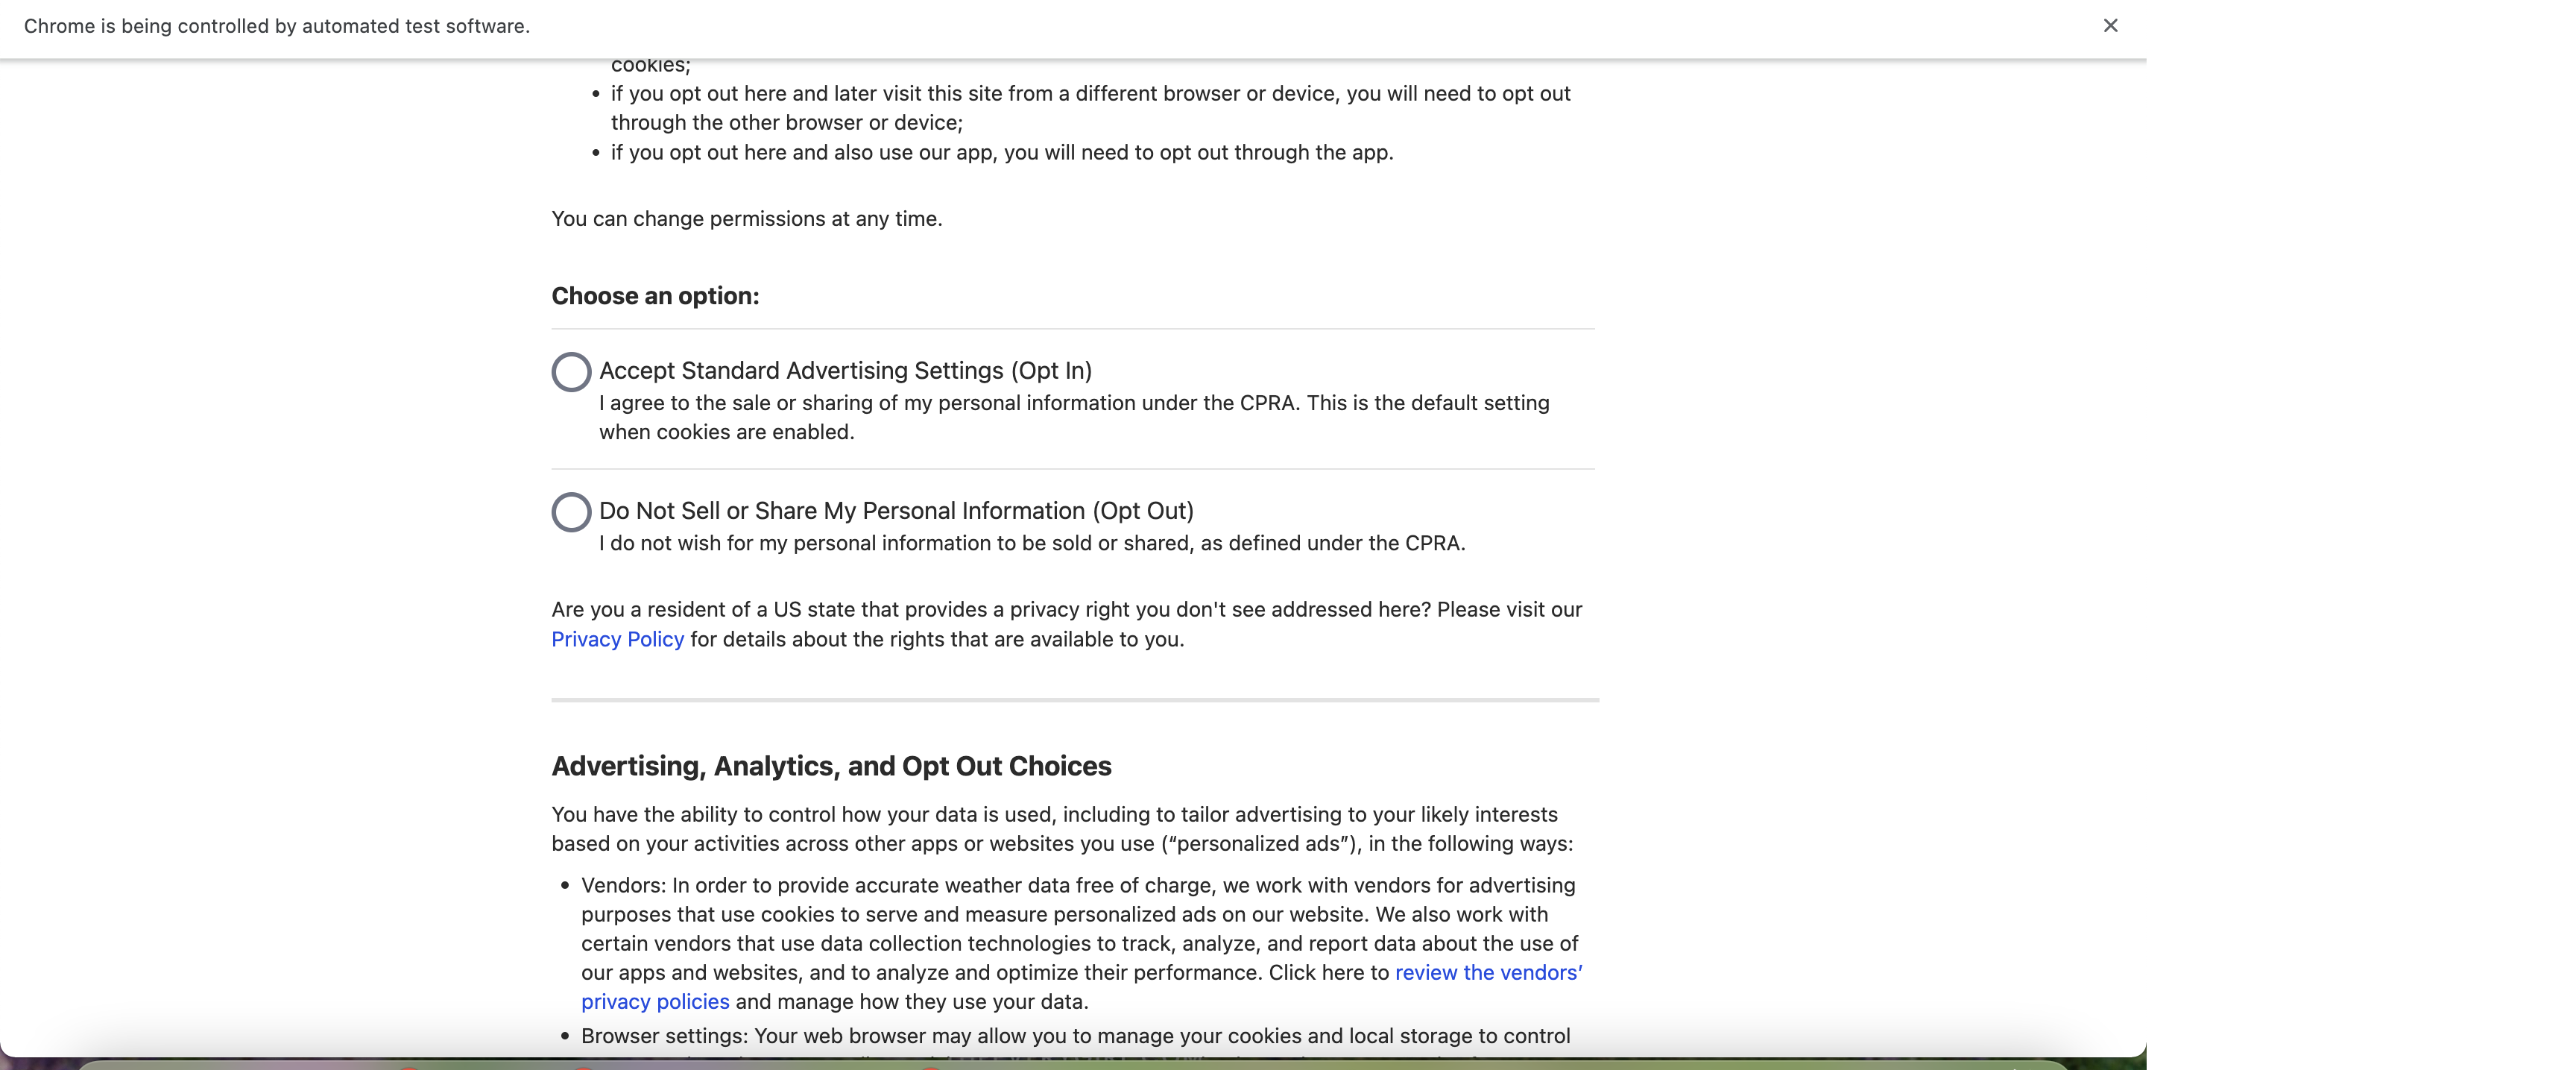 Chrome is being controlled by automated test software.
cookies;
• if you opt out here and later visit this site from a different browser or device, you will need to opt out
through the other browser or device;
• if you opt out here and also use our app, you will need to opt out through the app.
You can change permissions at any time.
Choose an option:
Accept Standard Advertising Settings (Opt In)
I agree to the sale or sharing of my personal information under the CPRA. This is the default setting
when cookies are enabled.
Do Not Sell or Share My Personal Information (Opt Out)
I do not wish for my personal information to be sold or shared, as defined under the CPRA.
Are you a resident of a US state that provides a privacy right you don't see addressed here? Please visit our
Privacy Policy for details about the rights that are available to you.
Advertising, Analytics, and Opt Out Choices
You have the ability to control how your data is used, including to tailor advertising to your likely interests
based on your activities across other apps or websites you use (“personalized ads”), in the following ways:
• Vendors: In order to provide accurate weather data free of charge, we work with vendors for advertising
purposes that use cookies to serve and measure personalized ads on our website. We also work with
certain vendors that use data collection technologies to track, analyze, and report data about the use of
our apps and websites, and to analyze and optimize their performance. Click here to review the vendors’
privacy policies and manage how they use your data.
• Browser settings: Your web browser may allow you to manage your cookies and local storage to control